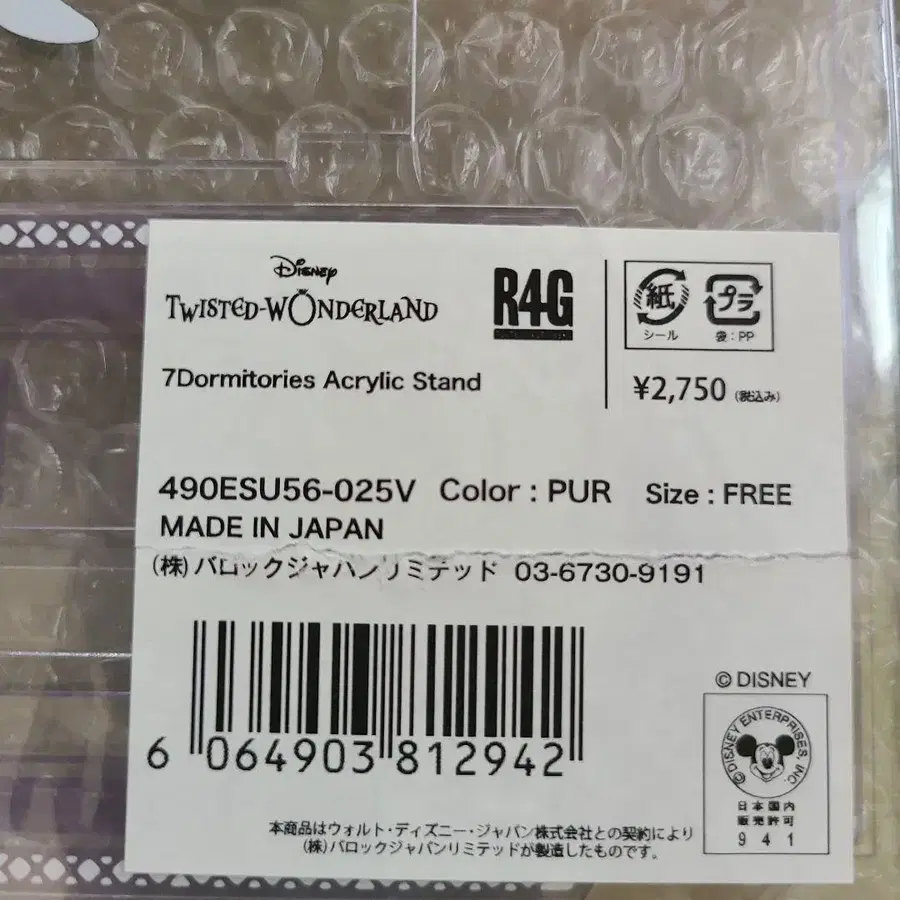 Disney
TWISTED-WONDERLAND
R4G
紙
シール
プラ
袋:PP
7Dormitories Acrylic Stand
¥2,750 (税込み)
490ESU56-025V Color : PUR Size : FREE
MADE IN JAPAN
(株)バロックジャパンリミテッド 03-6730-9191
6 064903 812942
© DISNEY
© DISNEY ENTERPRISES, INC.
日本国内
販売許可
941
本商品はウォルト・ディズニー・ジャパン株式会社との契約により
(株)バロックジャパンリミテッドが製造したものです。